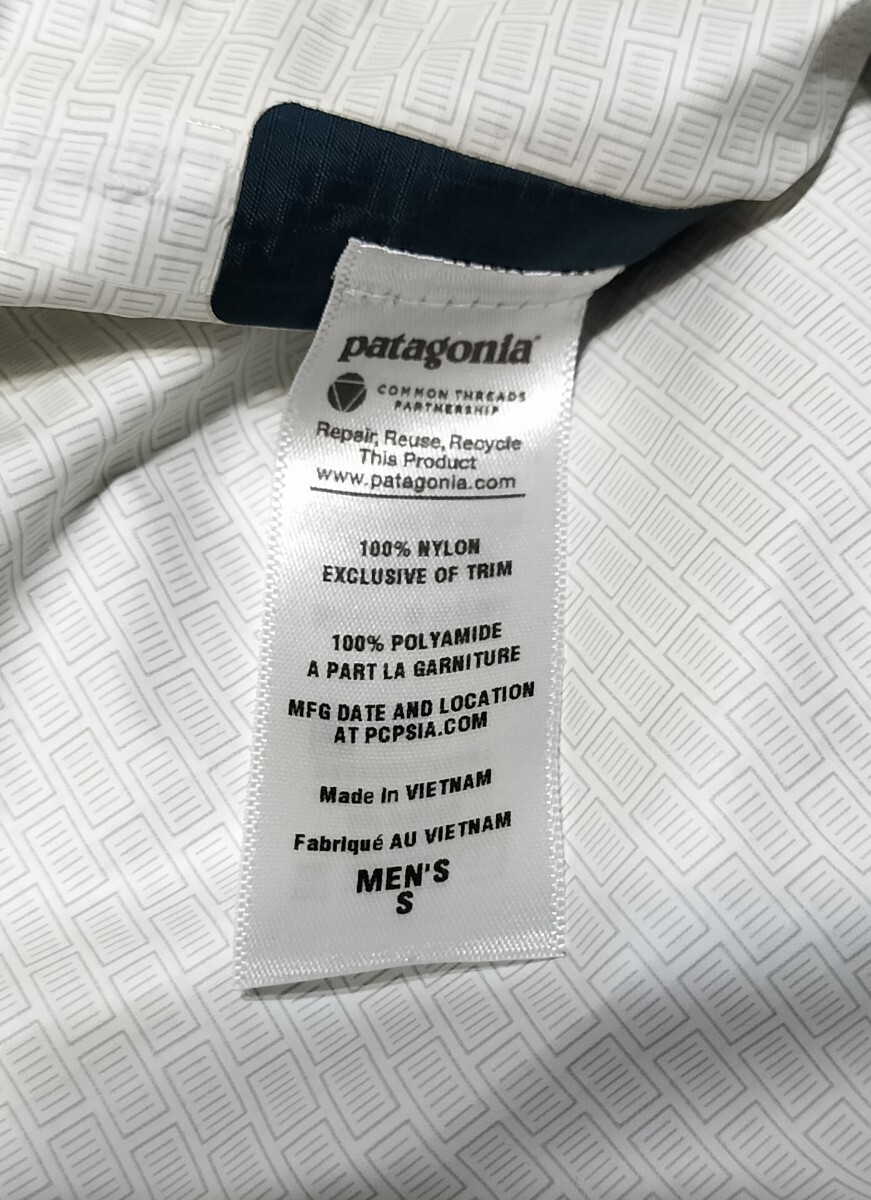 patagonia®
COMMON THREADS
PARTNERSHIP
Repair, Reuse, Recycle
This Product
www.patagonia.com
100% NYLON
EXCLUSIVE OF TRIM
100% POLYAMIDE
A PART LA GARNITURE
MFG DATE AND LOCATION
AT PCPSIA.COM
Made in VIETNAM
Fabriqué AU VIETNAM
MEN'S
S